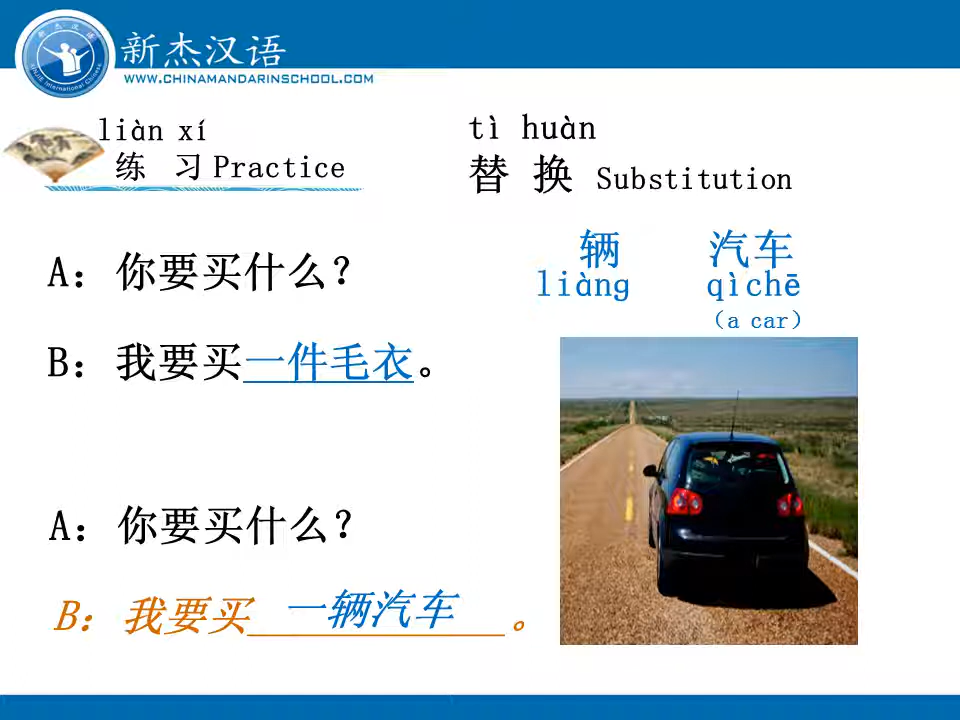 新杰汉语
WWW.CHINAMANDARINSCHOOL.COM
liàn xí
练 习 Practice
tì huàn
替 换 Substitution
辆 汽车
liàng qìchē
（a car）
A：你要买什么？
B：我要买一件毛衣。
A：你要买什么？
B：我要买一辆汽车。